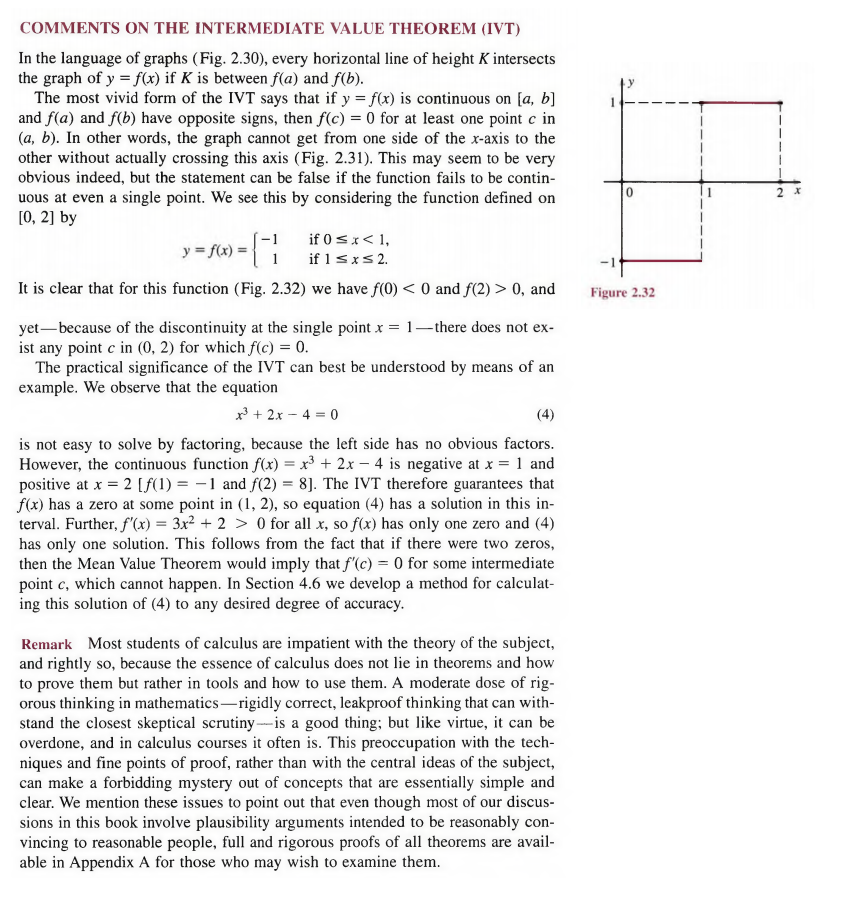 COMMENTS ON THE INTERMEDIATE VALUE THEOREM (IVT)
In the language of graphs (Fig. 2.30), every horizontal line of height K intersects
the graph of y = f(x) if K is between f(a) and f(b).
The most vivid form of the IVT says that if y = f(x) is continuous on [a, b]
and f(a) and f(b) have opposite signs, then f(c) = 0 for at least one point c in
(a, b). In other words, the graph cannot get from one side of the x-axis to the
other without actually crossing this axis (Fig. 2.31). This may seem to be very
obvious indeed, but the statement can be false if the function fails to be contin-
uous at even a single point. We see this by considering the function defined on
[0, 2] by
y = f(x) = { -1 if 0 ≤ x < 1,
1 if 1 ≤ x ≤ 2.
It is clear that for this function (Fig. 2.32) we have f(0) < 0 and f(2) > 0, and
yet—because of the discontinuity at the single point x = 1—there does not ex-
ist any point c in (0, 2) for which f(c) = 0.
The practical significance of the IVT can best be understood by means of an
example. We observe that the equation
x³ + 2x − 4 = 0 (4)
is not easy to solve by factoring, because the left side has no obvious factors.
However, the continuous function f(x) = x³ + 2x − 4 is negative at x = 1 and
positive at x = 2 [f(1) = −1 and f(2) = 8]. The IVT therefore guarantees that
f(x) has a zero at some point in (1, 2), so equation (4) has a solution in this in-
terval. Further, f′(x) = 3x² + 2 > 0 for all x, so f(x) has only one zero and (4)
has only one solution. This follows from the fact that if there were two zeros,
then the Mean Value Theorem would imply that f′(c) = 0 for some intermediate
point c, which cannot happen. In Section 4.6 we develop a method for calculat-
ing this solution of (4) to any desired degree of accuracy.
Remark Most students of calculus are impatient with the theory of the subject,
and rightly so, because the essence of calculus does not lie in theorems and how
to prove them but rather in tools and how to use them. A moderate dose of rig-
orous thinking in mathematics—rigidly correct, leakproof thinking that can with-
stand the closest skeptical scrutiny—is a good thing; but like virtue, it can be
overdone, and in calculus courses it often is. This preoccupation with the tech-
niques and fine points of proof, rather than with the central ideas of the subject,
can make a forbidding mystery out of concepts that are essentially simple and
clear. We mention these issues to point out that even though most of our discus-
sions in this book involve plausibility arguments intended to be reasonably con-
vincing to reasonable people, full and rigorous proofs of all theorems are avail-
able in Appendix A for those who may wish to examine them.
y
1
0 1 2 x
−1
Figure 2.32